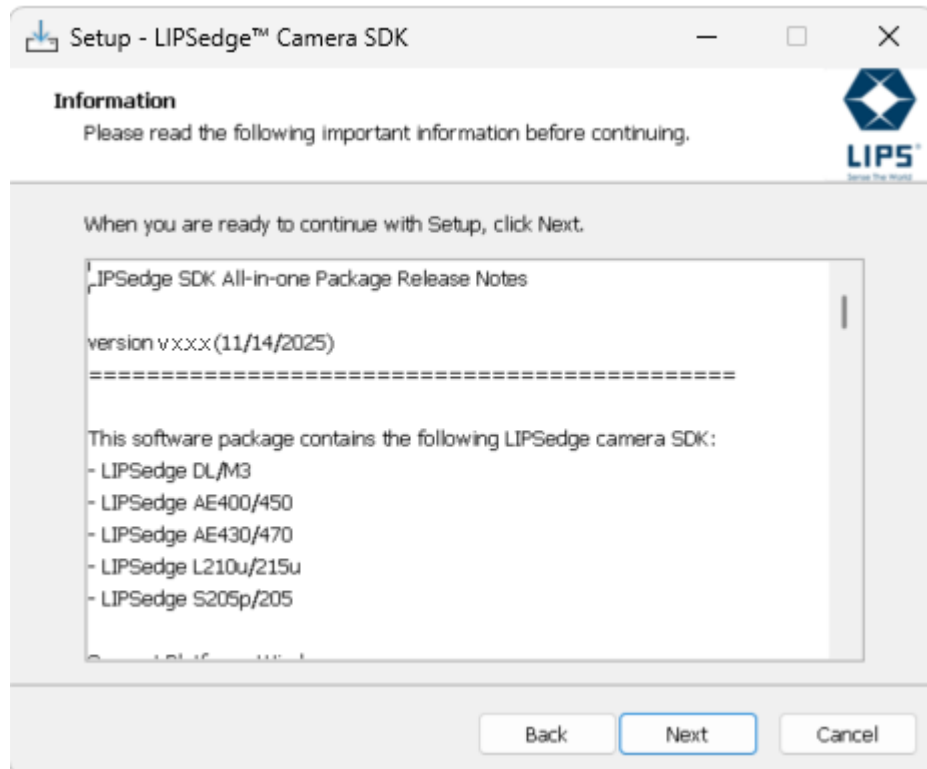 Setup - LIPSedge™ Camera SDK
Information
Please read the following important information before continuing.
LIPS
Sense The World
When you are ready to continue with Setup, click Next.
LIPSedge SDK All-in-one Package Release Notes
version vxxx(11/14/2025)
==============================================
This software package contains the following LIPSedge camera SDK:
- LIPSedge DL/M3
- LIPSedge AE400/450
- LIPSedge AE430/470
- LIPSedge L210u/215u
- LIPSedge S205p/205
Back
Next
Cancel